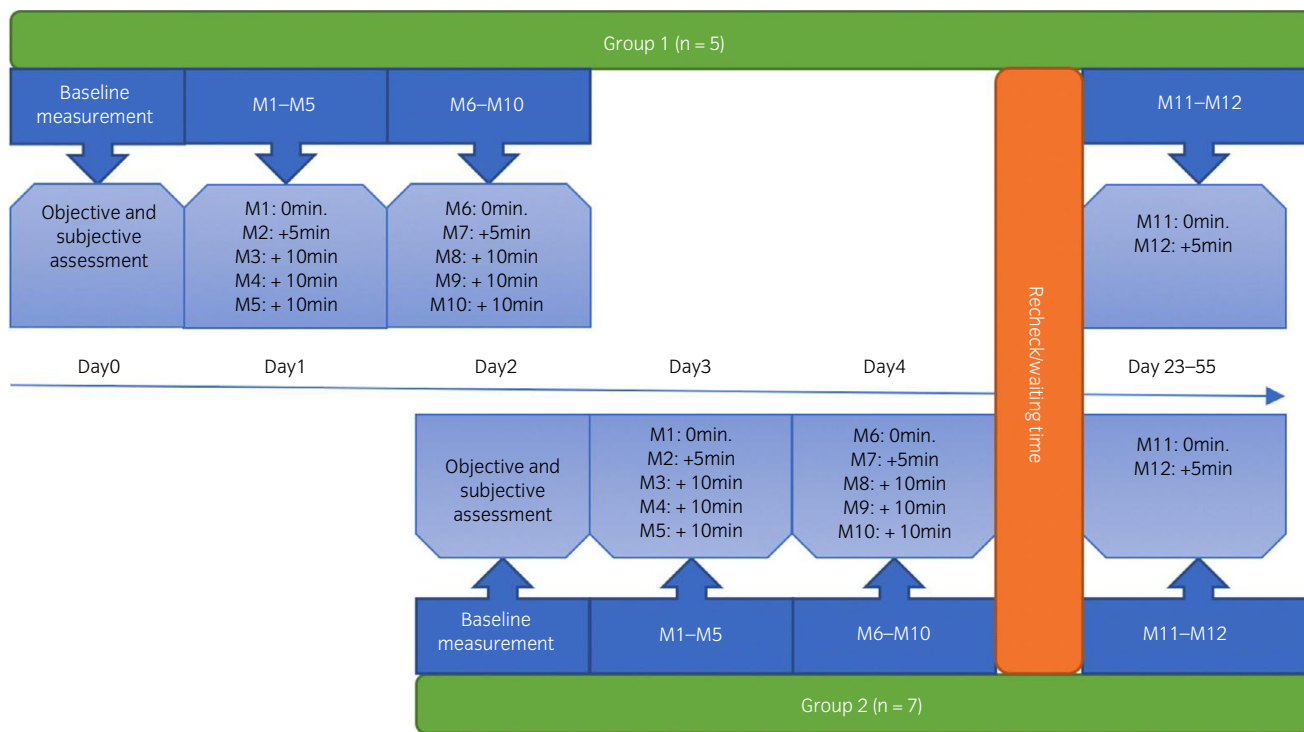 Group 1 (n = 5)
Baseline
measurement
M1–M5
M6–M10
M11–M12
Objective and
subjective
assessment
M1: 0min.
M2: +5min
M3: + 10min
M4: + 10min
M5: + 10min
M6: 0min.
M7: +5min
M8: + 10min
M9: + 10min
M10: + 10min
M11: 0min.
M12: +5min
Recheck/waiting time
Day0
Day1
Day2
Day3
Day4
Day 23–55
Objective and
subjective
assessment
M1: 0min.
M2: +5min
M3: + 10min
M4: + 10min
M5: + 10min
M6: 0min.
M7: +5min
M8: + 10min
M9: + 10min
M10: + 10min
M11: 0min.
M12: +5min
Baseline
measurement
M1–M5
M6–M10
M11–M12
Group 2 (n = 7)